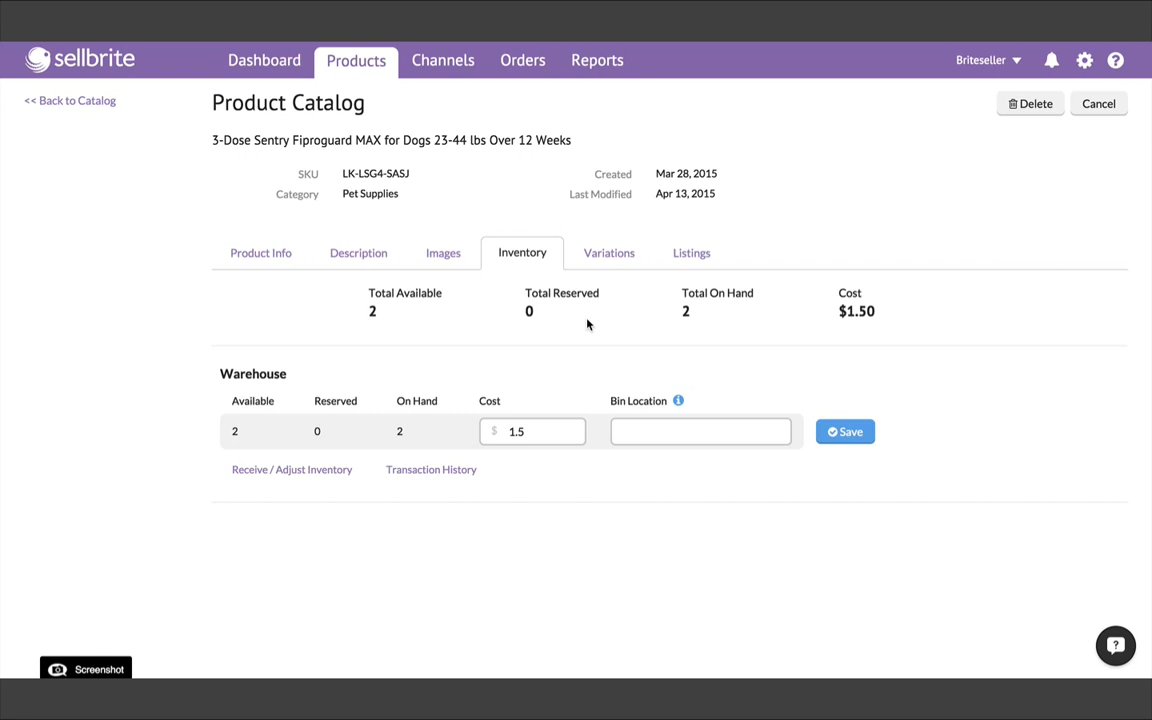 sellbrite
Dashboard Products Channels Orders Reports Briteseller
<< Back to Catalog
Product Catalog
Delete Cancel
3-Dose Sentry Fiproguard MAX for Dogs 23-44 lbs Over 12 Weeks
SKU LK-LSG4-SASJ Created Mar 28, 2015
Category Pet Supplies Last Modified Apr 13, 2015
Product Info Description Images Inventory Variations Listings
Total Available Total Reserved Total On Hand Cost
2 0 2 $1.50
Warehouse
Available Reserved On Hand Cost Bin Location
2 0 2 $ 1.5 Save
Receive / Adjust Inventory Transaction History
Screenshot